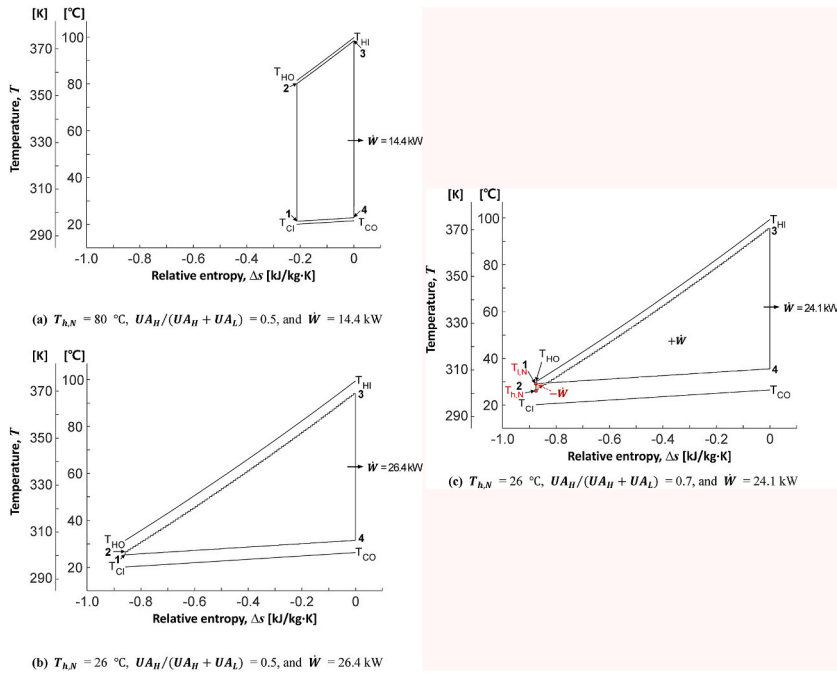 [K] [℃]
370
350
330
310
290
100
80
60
40
20
Temperature, T
T_HI
3
T_HO
2
Ẇ = 14.4 kW
1
T_CI
4
T_CO
-1.0 -0.8 -0.6 -0.4 -0.2 0
Relative entropy, Δs [kJ/kg·K]
(a) T_h,N = 80 ℃, UA_H/(UA_H + UA_L) = 0.5, and Ẇ = 14.4 kW
[K] [℃]
370
350
330
310
290
100
80
60
40
20
Temperature, T
T_HI
3
Ẇ = 26.4 kW
T_HO
2
1
T_CI
4
T_CO
-1.0 -0.8 -0.6 -0.4 -0.2 0
Relative entropy, Δs [kJ/kg·K]
(b) T_h,N = 26 ℃, UA_H/(UA_H + UA_L) = 0.5, and Ẇ = 26.4 kW
[K] [℃]
370
350
330
310
290
100
80
60
40
20
Temperature, T
T_HI
3
Ẇ = 24.1 kW
+Ẇ
1
T_HO
T_l,N
2
T_h,N
−Ẇ
T_CI
4
T_CO
-1.0 -0.8 -0.6 -0.4 -0.2 0
Relative entropy, Δs [kJ/kg·K]
(c) T_h,N = 26 ℃, UA_H/(UA_H + UA_L) = 0.7, and Ẇ = 24.1 kW